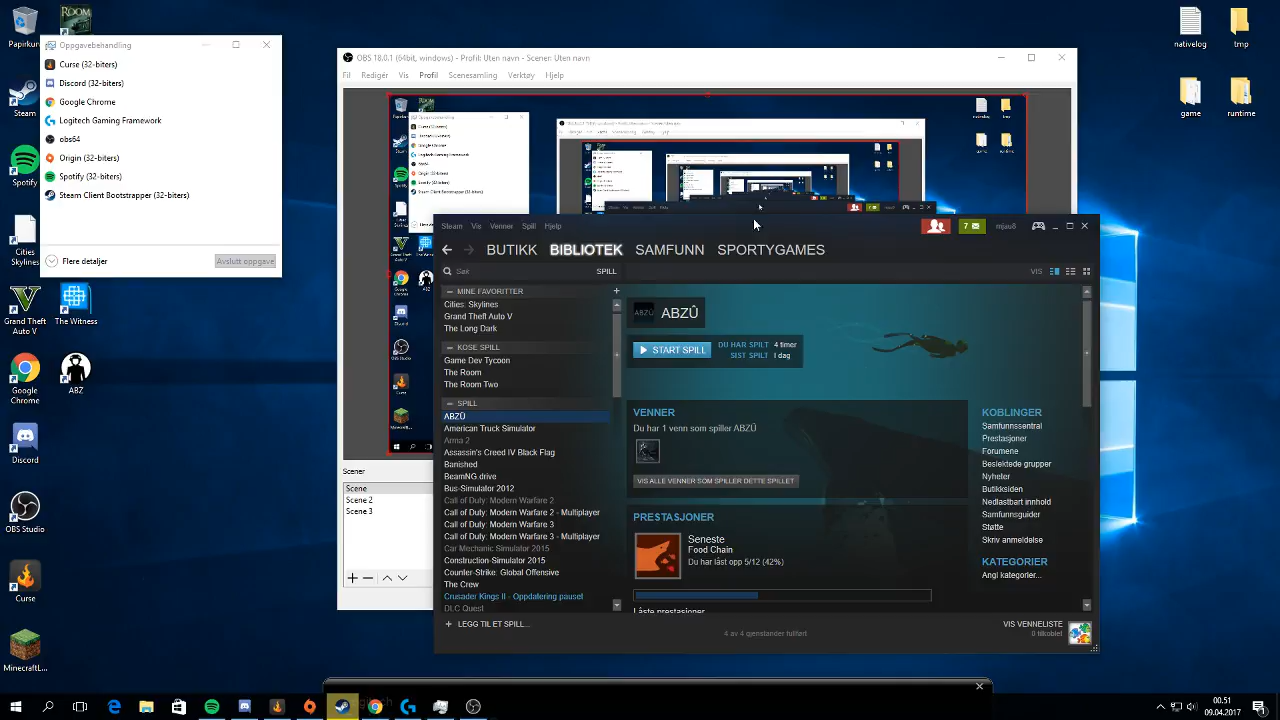 Papirkurv
Steam
Spotify
Cities
Skylines
Grand Theft
Auto V
The Witness
Google
Chrome
ABZ
Discord
OBS Studio
Curse
MinecraftL...
nativelog
tmp
game
runtime
Oppgavebehandling
Curse (32-biters)
Discord (32-biters)
Google Chrome
Logitech Gaming Framework
obs64
Origin (32-biters)
Spotify (32-biters)
Steam Client Bootstrapper (32-biters)
Flere detaljer
Avslutt oppgave
OBS 18.0.1 (64bit, windows) - Profil: Uten navn - Scener: Uten navn
Fil Redigér Vis Profil Scenesamling Verktøy Hjelp
Scener
Scene
Scene 2
Scene 3
Steam Vis Venner Spill Hjelp
7
mjau8
BUTIKK BIBLIOTEK SAMFUNN SPORTYGAMES
Søk
SPILL
VIS
MINE FAVORITTER
Cities: Skylines
Grand Theft Auto V
The Long Dark
KOSE SPILL
Game Dev Tycoon
The Room
The Room Two
SPILL
ABZÛ
American Truck Simulator
Arma 2
Assassin's Creed IV Black Flag
Banished
BeamNG.drive
Bus-Simulator 2012
Call of Duty: Modern Warfare 2
Call of Duty: Modern Warfare 2 - Multiplayer
Call of Duty: Modern Warfare 3
Call of Duty: Modern Warfare 3 - Multiplayer
Car Mechanic Simulator 2015
Construction-Simulator 2015
Counter-Strike: Global Offensive
The Crew
Crusader Kings II - Oppdatering pauset
DLC Quest
LEGG TIL ET SPILL...
ABZÛ
ABZÛ
START SPILL
DU HAR SPILT 4 timer
SIST SPILT I dag
VENNER
Du har 1 venn som spiller ABZÛ
VIS ALLE VENNER SOM SPILLER DETTE SPILLET
PRESTASJONER
Seneste
Food Chain
Du har låst opp 5/12 (42%)
Låste prestasjoner
KOBLINGER
Samfunnssentral
Prestasjoner
Forumene
Beslektede grupper
Nyheter
Butikksiden
Nedlastbart innhold
Samfunnsguider
Støtte
Skriv anmeldelse
KATEGORIER
Angi kategorier...
4 av 4 gjenstander fullført
VIS VENNELISTE
0 tilkoblet
00.51
09.04.2017